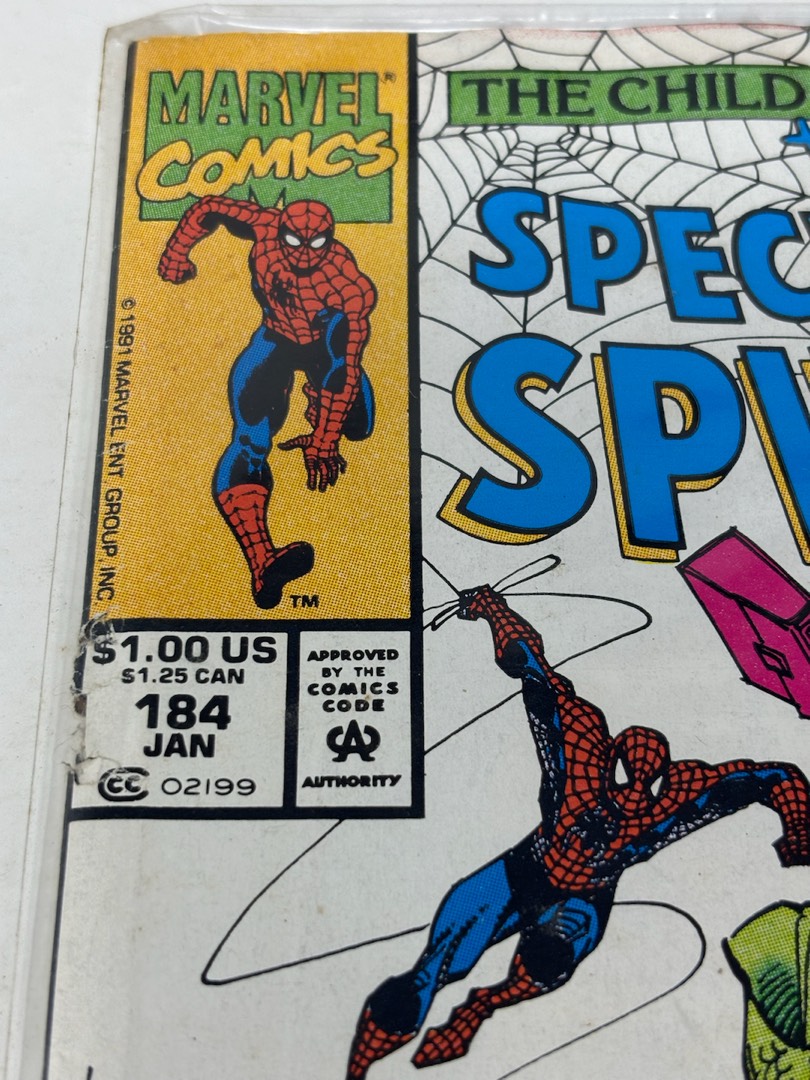 MARVEL®
COMICS
© 1991 MARVEL ENT. GROUP, INC.
TM
$1.00 US
$1.25 CAN
184
JAN
CC 02199
APPROVED
BY THE
COMICS
CODE
CA
AUTHORITY
THE CHILD
SPEC
SPI